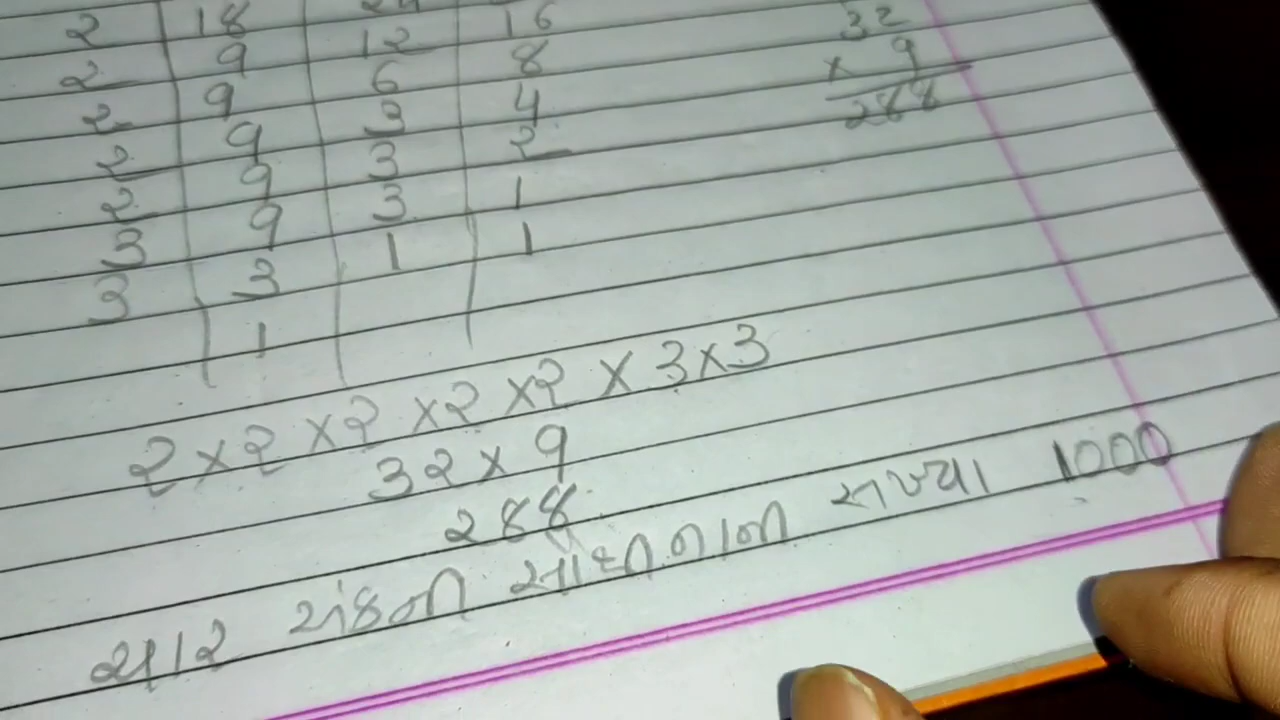 2 18 24 16
2 9 12 8
2 9 6 4
2 9 3 2
2 9 3 1
3 9 3 1
3 3 1
1
32
× 9
288
2 × 2 × 2 × 2 × 2 × 3 × 3
32 × 9
288
ચાર અંકની સૌથી નાની સંખ્યા 1000